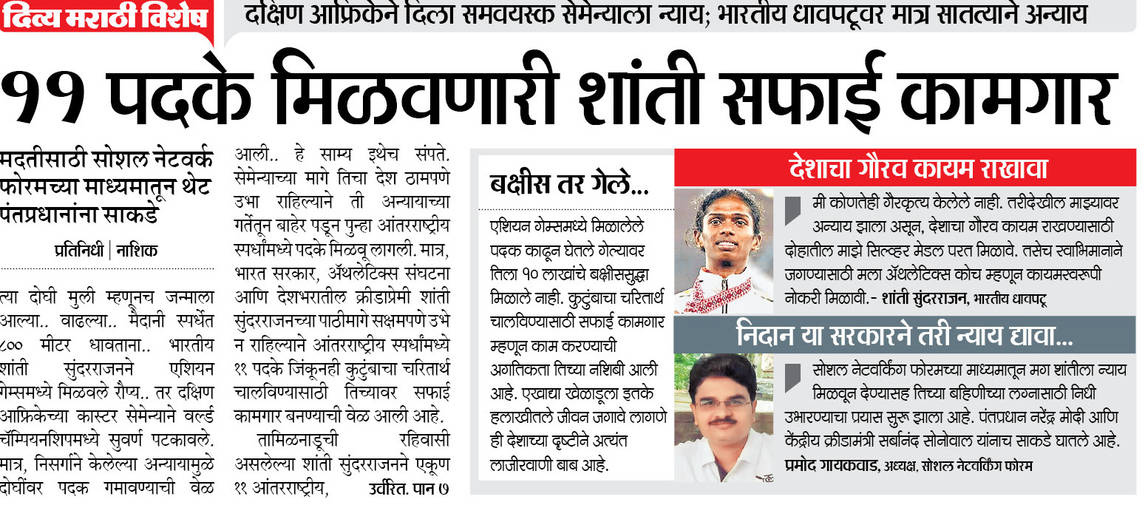 दिव्य मराठी विशेष
दक्षिण आफ्रिकेने दिला समवयस्क सेमेन्याला न्याय; भारतीय धावपटूवर मात्र सातत्याने अन्याय
११ पदके मिळवणारी शांती सफाई कामगार
मदतीसाठी सोशल नेटवर्क
फोरमच्या माध्यमातून थेट
पंतप्रधानांना साकडे
प्रतिनिधी | नाशिक
त्या दोघी मुली म्हणूनच जन्माला
आल्या.. वाढल्या.. मैदानी स्पर्धेत
८०० मीटर धावताना.. भारतीय
शांती सुंदरराजनने एशियन
गेम्समध्ये मिळवले रौप्य.. तर दक्षिण
आफ्रिकेच्या कास्टर सेमेन्याने वर्ल्ड
चॅम्पियनशिपमध्ये सुवर्ण पटकावले.
मात्र, निसर्गाने केलेल्या अन्यायामुळे
दोघींवर पदक गमावण्याची वेळ
आली.. हे साम्य इथेच संपते.
सेमेन्याच्या मागे तिचा देश ठामपणे
उभा राहिल्याने ती अन्यायाच्या
गर्तेतून बाहेर पडून पुन्हा आंतरराष्ट्रीय
स्पर्धांमध्ये पदके मिळवू लागली. मात्र,
भारत सरकार, अ‍ॅथलेटिक्स संघटना
आणि देशभरातील क्रीडाप्रेमी शांती
सुंदरराजनच्या पाठीमागे सक्षमपणे उभे
न राहिल्याने आंतरराष्ट्रीय स्पर्धांमध्ये
११ पदके जिंकूनही कुटुंबाचा चरितार्थ
चालविण्यासाठी तिच्यावर सफाई
कामगार बनण्याची वेळ आली आहे.
तामिळनाडूची रहिवासी
असलेल्या शांती सुंदरराजनने एकूण
११ आंतरराष्ट्रीय, उर्वरित. पान ७
बक्षीस तर गेले...
एशियन गेम्समध्ये मिळालेले
पदक काढून घेतले गेल्यावर
तिला १० लाखांचे बक्षीससुद्धा
मिळाले नाही. कुटुंबाचा चरितार्थ
चालविण्यासाठी सफाई कामगार
म्हणून काम करण्याची
अगतिकता तिच्या नशिबी आली
आहे. एखाद्या खेळाडूला इतके
हलाखीतले जीवन जगावे लागणे
ही देशाच्या दृष्टीने अत्यंत
लाजीरवाणी बाब आहे.
देशाचा गौरव कायम राखावा
मी कोणतेही गैरकृत्य केलेले नाही. तरीदेखील माझ्यावर
अन्याय झाला असून, देशाचा गौरव कायम राखण्यासाठी
दोहातील माझे सिल्व्हर मेडल परत मिळावे. तसेच स्वाभिमानाने
जगण्यासाठी मला अ‍ॅथलेटिक्स कोच म्हणून कायमस्वरूपी
नोकरी मिळावी.- शांती सुंदरराजन, भारतीय धावपटू
निदान या सरकारने तरी न्याय द्यावा...
सोशल नेटवर्किंग फोरमच्या माध्यमातून मग शांतीला न्याय
मिळवून देण्यासह तिच्या बहिणीच्या लग्नासाठी निधी
उभारण्याचा प्रयास सुरू झाला आहे. पंतप्रधान नरेंद्र मोदी आणि
केंद्रीय क्रीडामंत्री सर्बानंद सोनोवाल यांनाच साकडे घातले आहे.
प्रमोद गायकवाड, अध्यक्ष, सोशल नेटवर्किंग फोरम